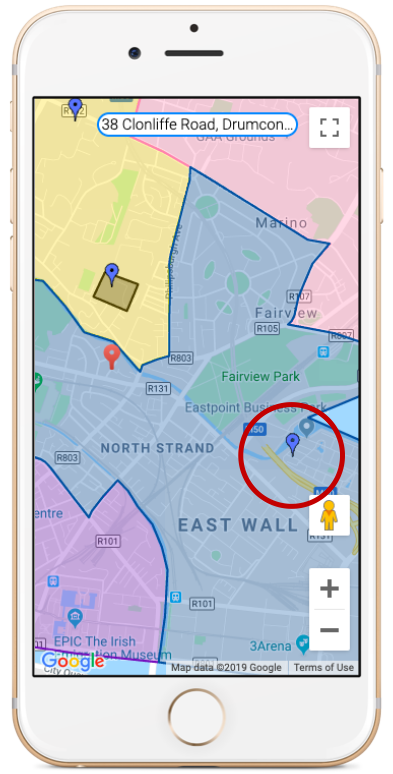 38 Clonliffe Road, Drumcon...
GAA Grounds
Marino
R107
Fairview
R105
R807
R803
R131
Fairview Park
Eastpoint Business Park
NORTH STRAND
R803
EAST WALL
R131
R101
R101
3Arena
EPIC The Irish
Emigration Museum
Google
Map data ©2019 Google
Terms of Use